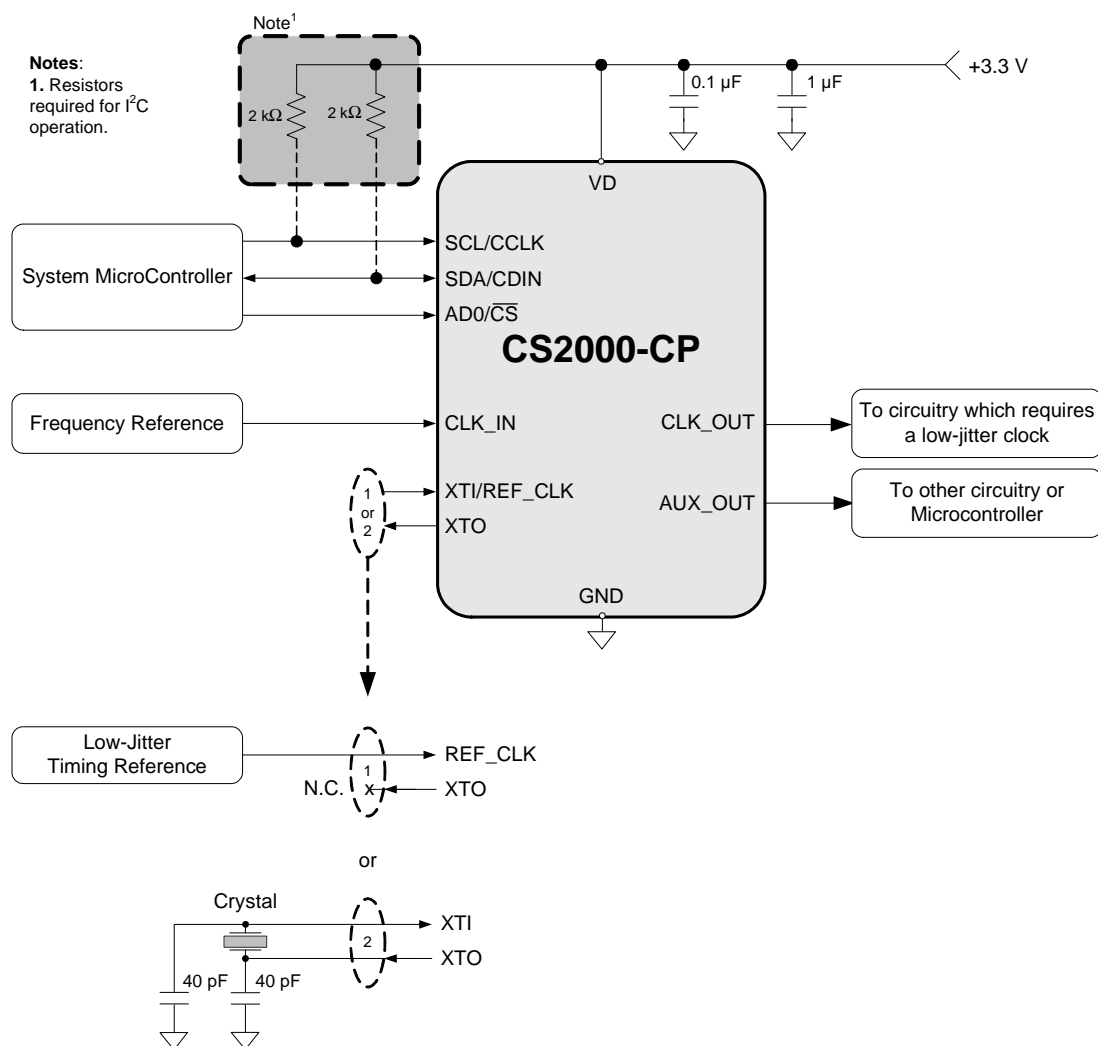 Note¹
Notes:
1. Resistors
required for I²C
operation.
2 kΩ
2 kΩ
0.1 µF
1 µF
+3.3 V
VD
System MicroController
SCL/CCLK
SDA/CDIN
AD0/C̅S̅
CS2000-CP
Frequency Reference
CLK_IN
CLK_OUT
To circuitry which requires
a low-jitter clock
1
or
2
XTI/REF_CLK
XTO
AUX_OUT
To other circuitry or
Microcontroller
GND
Low-Jitter
Timing Reference
1
REF_CLK
N.C.
x
XTO
or
Crystal
2
XTI
XTO
40 pF
40 pF